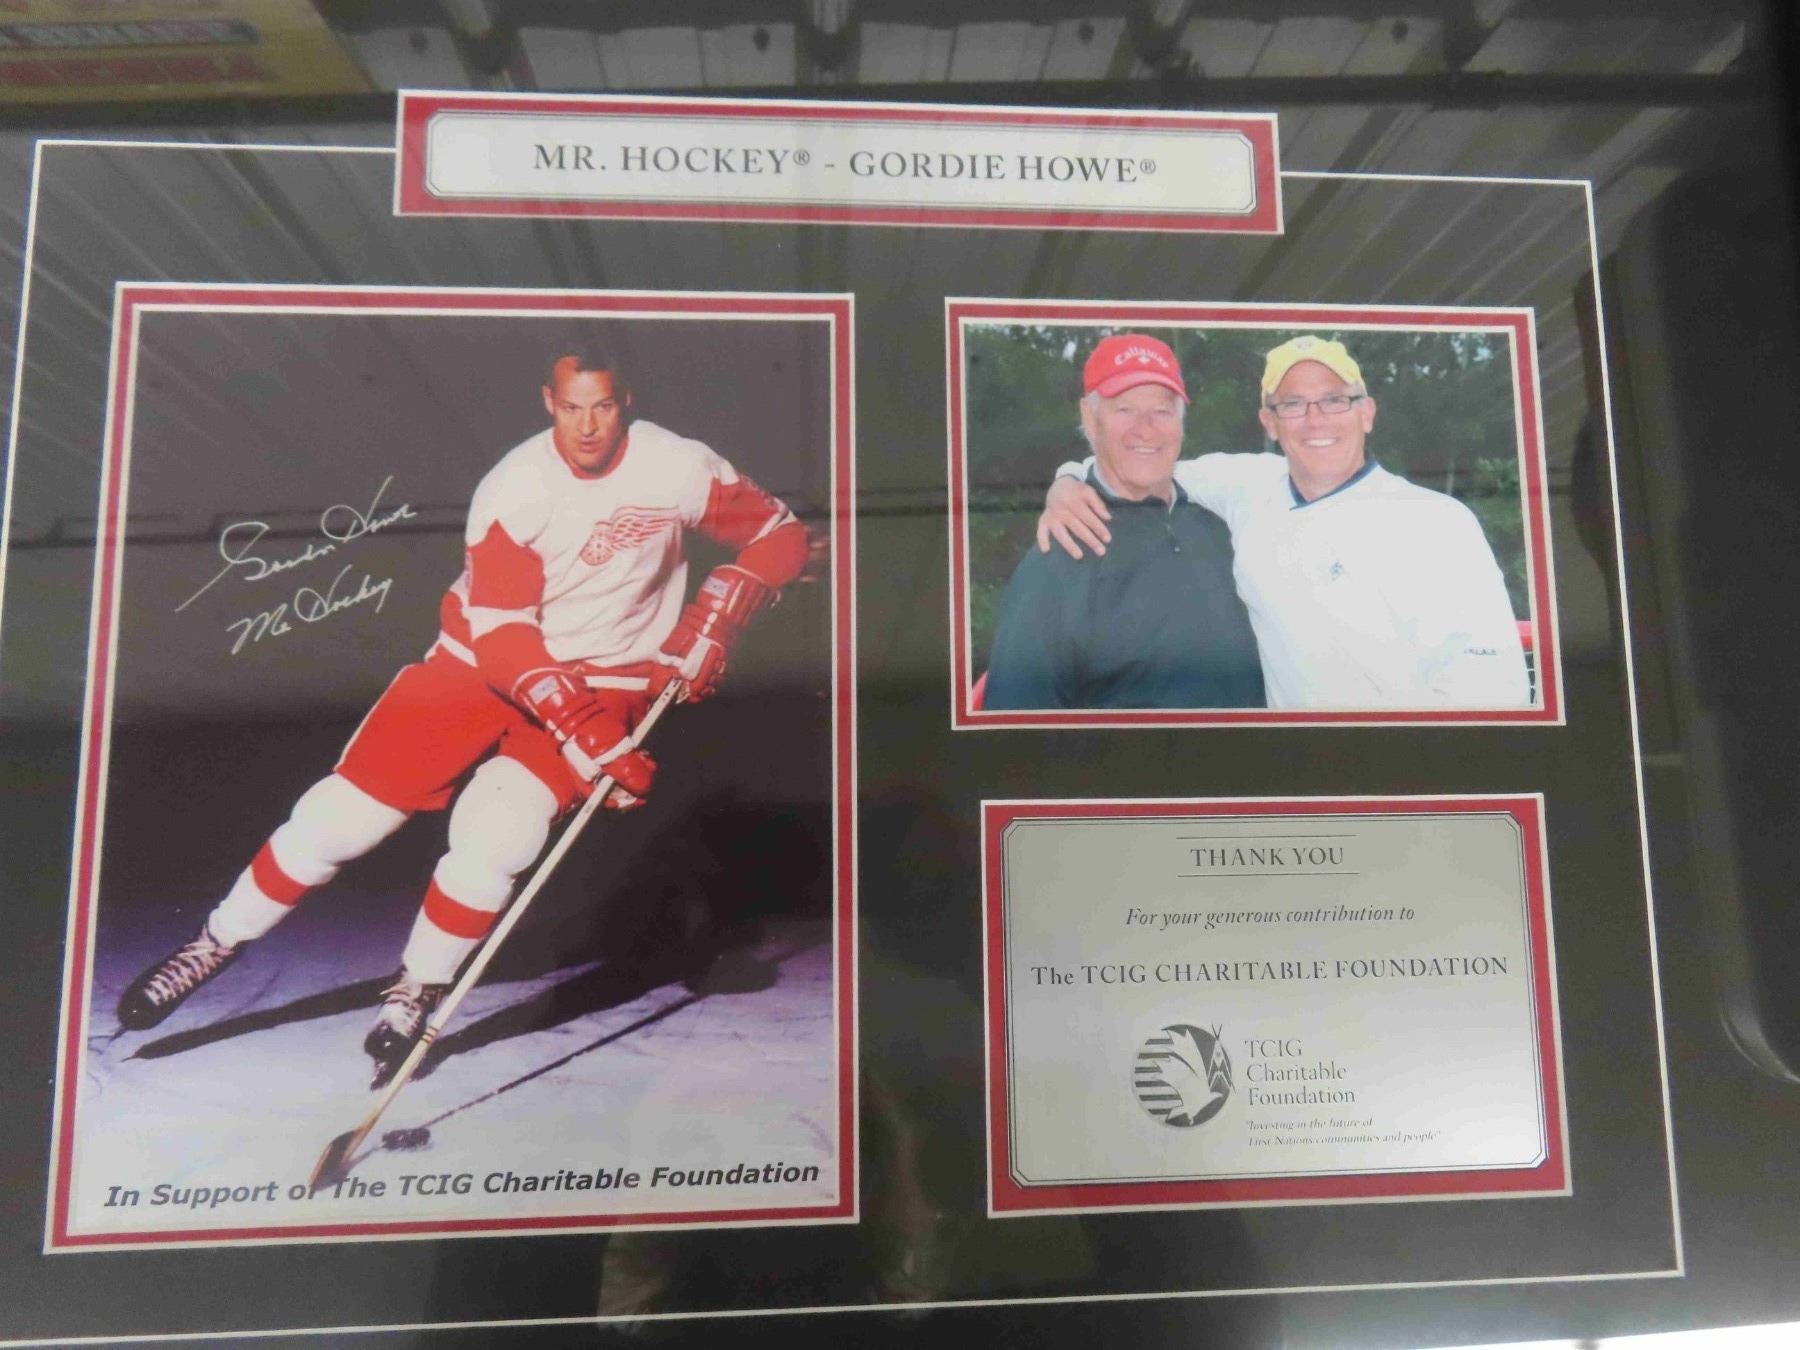 MR. HOCKEY® - GORDIE HOWE®
Gordie Howe
Mr Hockey
In Support of The TCIG Charitable Foundation
Callaway
THANK YOU
For your generous contribution to
The TCIG CHARITABLE FOUNDATION
TCIG
Charitable
Foundation
"Investing in the future of
First Nations communities and people"